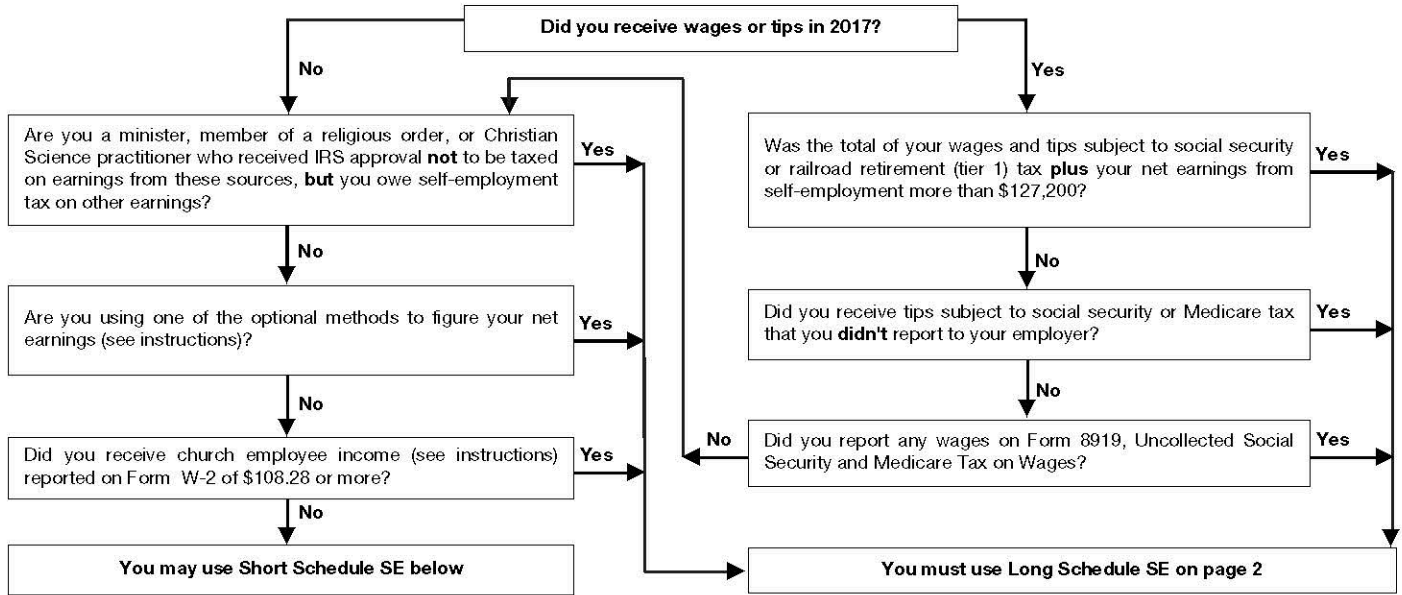 Did you receive wages or tips in 2017?
No
Yes
Are you a minister, member of a religious order, or Christian
Science practitioner who received IRS approval not to be taxed
on earnings from these sources, but you owe self-employment
tax on other earnings?
Yes
Was the total of your wages and tips subject to social security
or railroad retirement (tier 1) tax plus your net earnings from
self-employment more than $127,200?
Yes
No
No
Are you using one of the optional methods to figure your net
earnings (see instructions)?
Yes
Did you receive tips subject to social security or Medicare tax
that you didn't report to your employer?
Yes
No
No
Did you receive church employee income (see instructions)
reported on Form W-2 of $108.28 or more?
Yes
No
Did you report any wages on Form 8919, Uncollected Social
Security and Medicare Tax on Wages?
Yes
No
You may use Short Schedule SE below
You must use Long Schedule SE on page 2